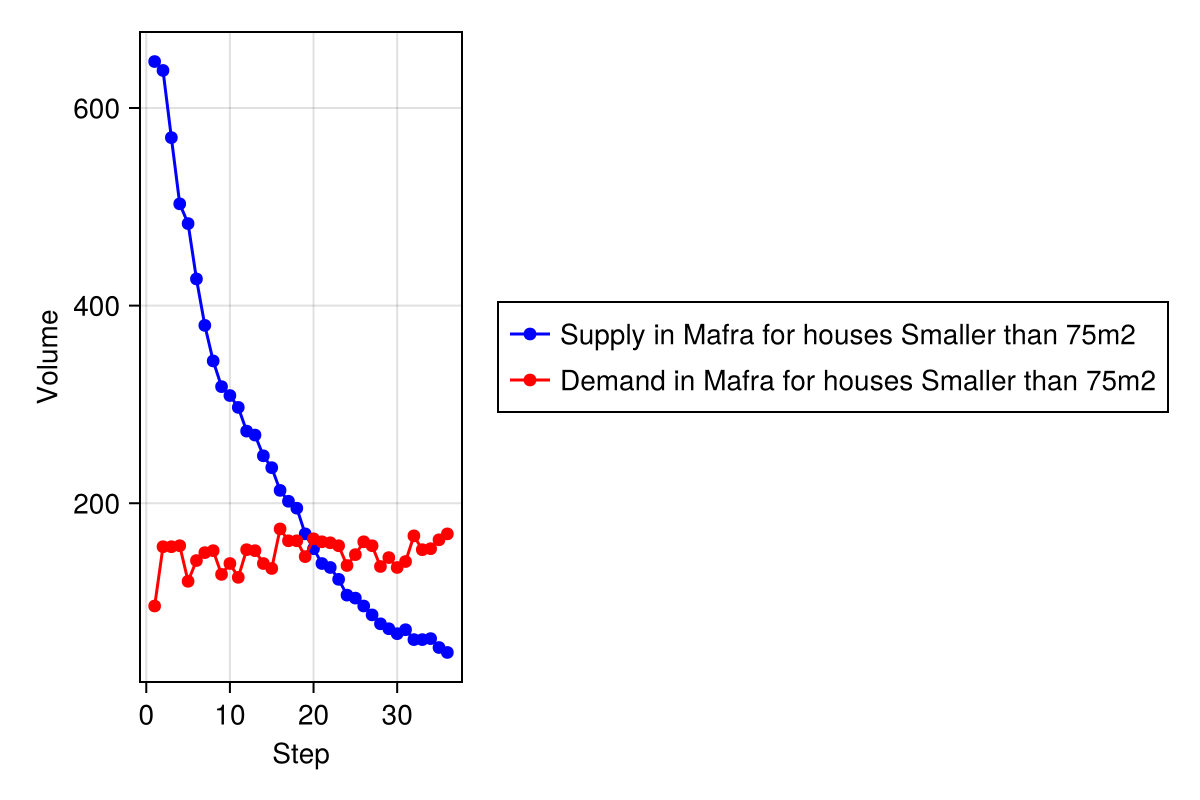 600
400
200
Volume
0 10 20 30
Step
Supply in Mafra for houses Smaller than 75m2
Demand in Mafra for houses Smaller than 75m2